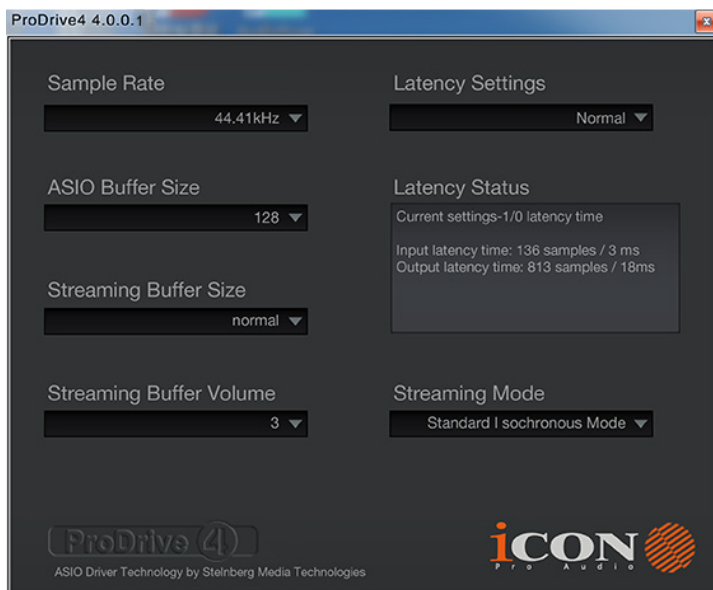 ProDrive4 4.0.0.1
x
Sample Rate
44.41kHz
ASIO Buffer Size
128
Streaming Buffer Size
normal
Streaming Buffer Volume
3
Latency Settings
Normal
Latency Status
Current settings-1/0 latency time
Input latency time: 136 samples / 3 ms
Output latency time: 813 samples / 18ms
Streaming Mode
Standard I sochronous Mode
ProDrive 4
ASIO Driver Technology by Stelnberg Media Technologies
iCON
Pro Audio